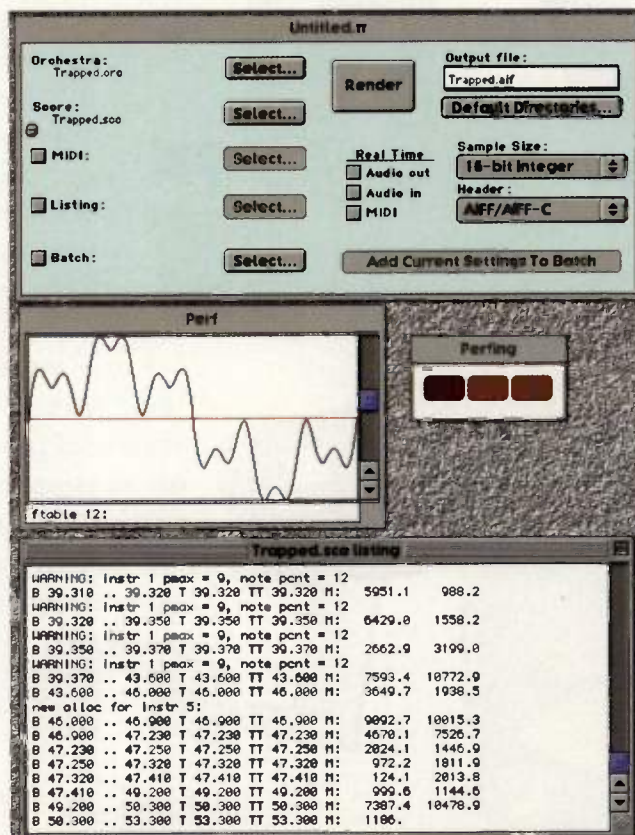 Untitled.π
Orchestra:
Trapped.orc
Select...
Score:
Trapped.sco
Select...
MIDI:
Select...
Listing:
Select...
Batch:
Select...
Render
Real Time
Audio out
Audio in
MIDI
Output file:
Trapped.aif
Default Directories...
Sample Size:
16-bit Integer
Header:
AIFF/AIFF-C
Add Current Settings To Batch
Perf
ftable 12:
Perfing
Trapped.sco listing
WARNING: instr 1 pmax = 9, note pcnt = 12
B 39.310 .. 39.320 T 39.320 TT 39.320 M: 5951.1 988.2
WARNING: instr 1 pmax = 9, note pcnt = 12
B 39.320 .. 39.350 T 39.350 TT 39.350 M: 6429.0 1558.2
WARNING: instr 1 pmax = 9, note pcnt = 12
B 39.350 .. 39.370 T 39.370 TT 39.370 M: 2662.9 3199.0
WARNING: instr 1 pmax = 9, note pcnt = 12
B 39.370 .. 43.600 T 43.600 TT 43.600 M: 7593.4 10772.9
B 43.600 .. 46.000 T 46.000 TT 46.000 M: 3649.7 1938.5
new alloc for instr 5:
B 46.000 .. 46.900 T 46.900 TT 46.900 M: 9092.7 10015.3
B 46.900 .. 47.230 T 47.230 TT 47.230 M: 4670.1 7526.7
B 47.230 .. 47.250 T 47.250 TT 47.250 M: 2024.1 1446.9
B 47.250 .. 47.320 T 47.320 TT 47.320 M: 972.2 1811.9
B 47.320 .. 47.410 T 47.410 TT 47.410 M: 124.1 2013.8
B 47.410 .. 49.200 T 49.200 TT 49.200 M: 999.6 1144.6
B 49.200 .. 50.300 T 50.300 TT 50.300 M: 7387.4 10478.9
B 50.300 .. 53.300 T 53.300 TT 53.300 M: 1186.